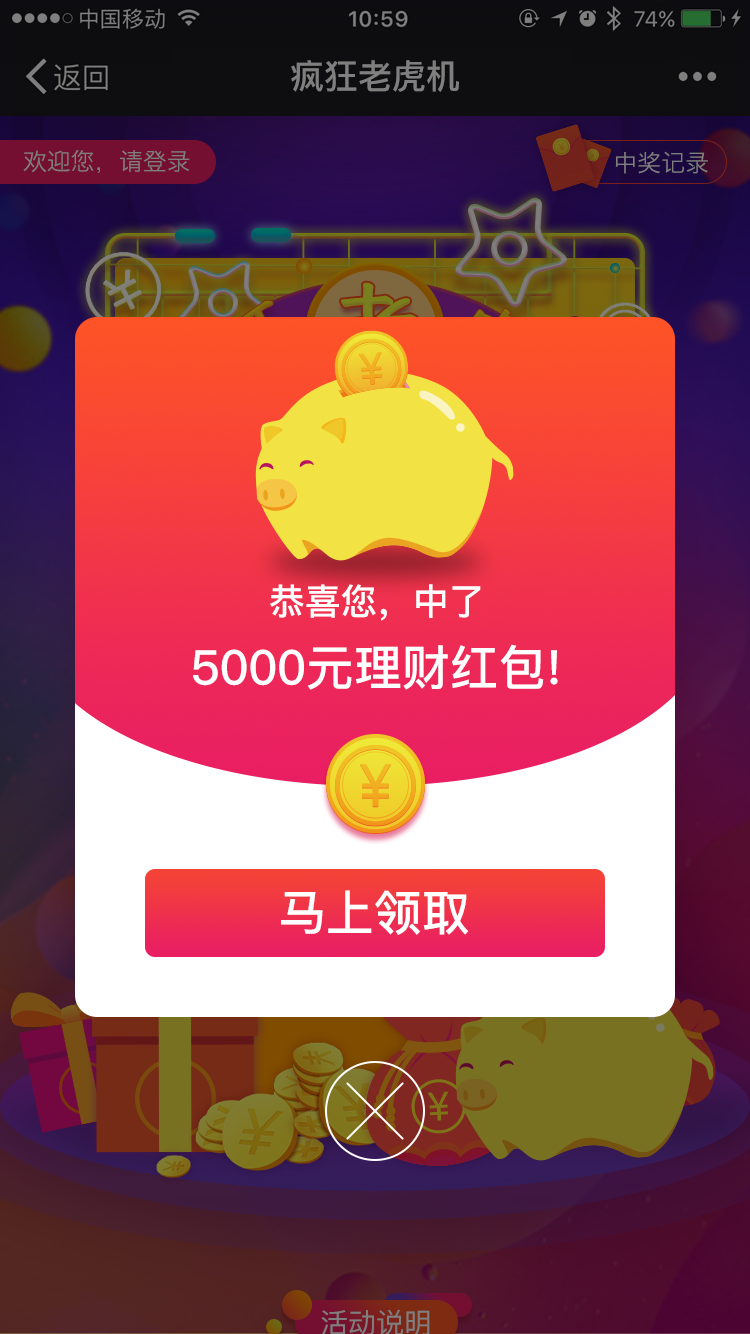 中国移动 10:59 74%
返回 疯狂老虎机
欢迎您，请登录 中奖记录
老
¥
恭喜您，中了
5000元理财红包!
¥
马上领取
¥
活动说明